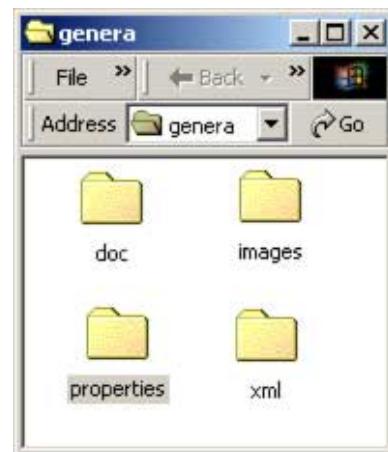 genera
File » Back »
Address genera Go
doc images
properties xml